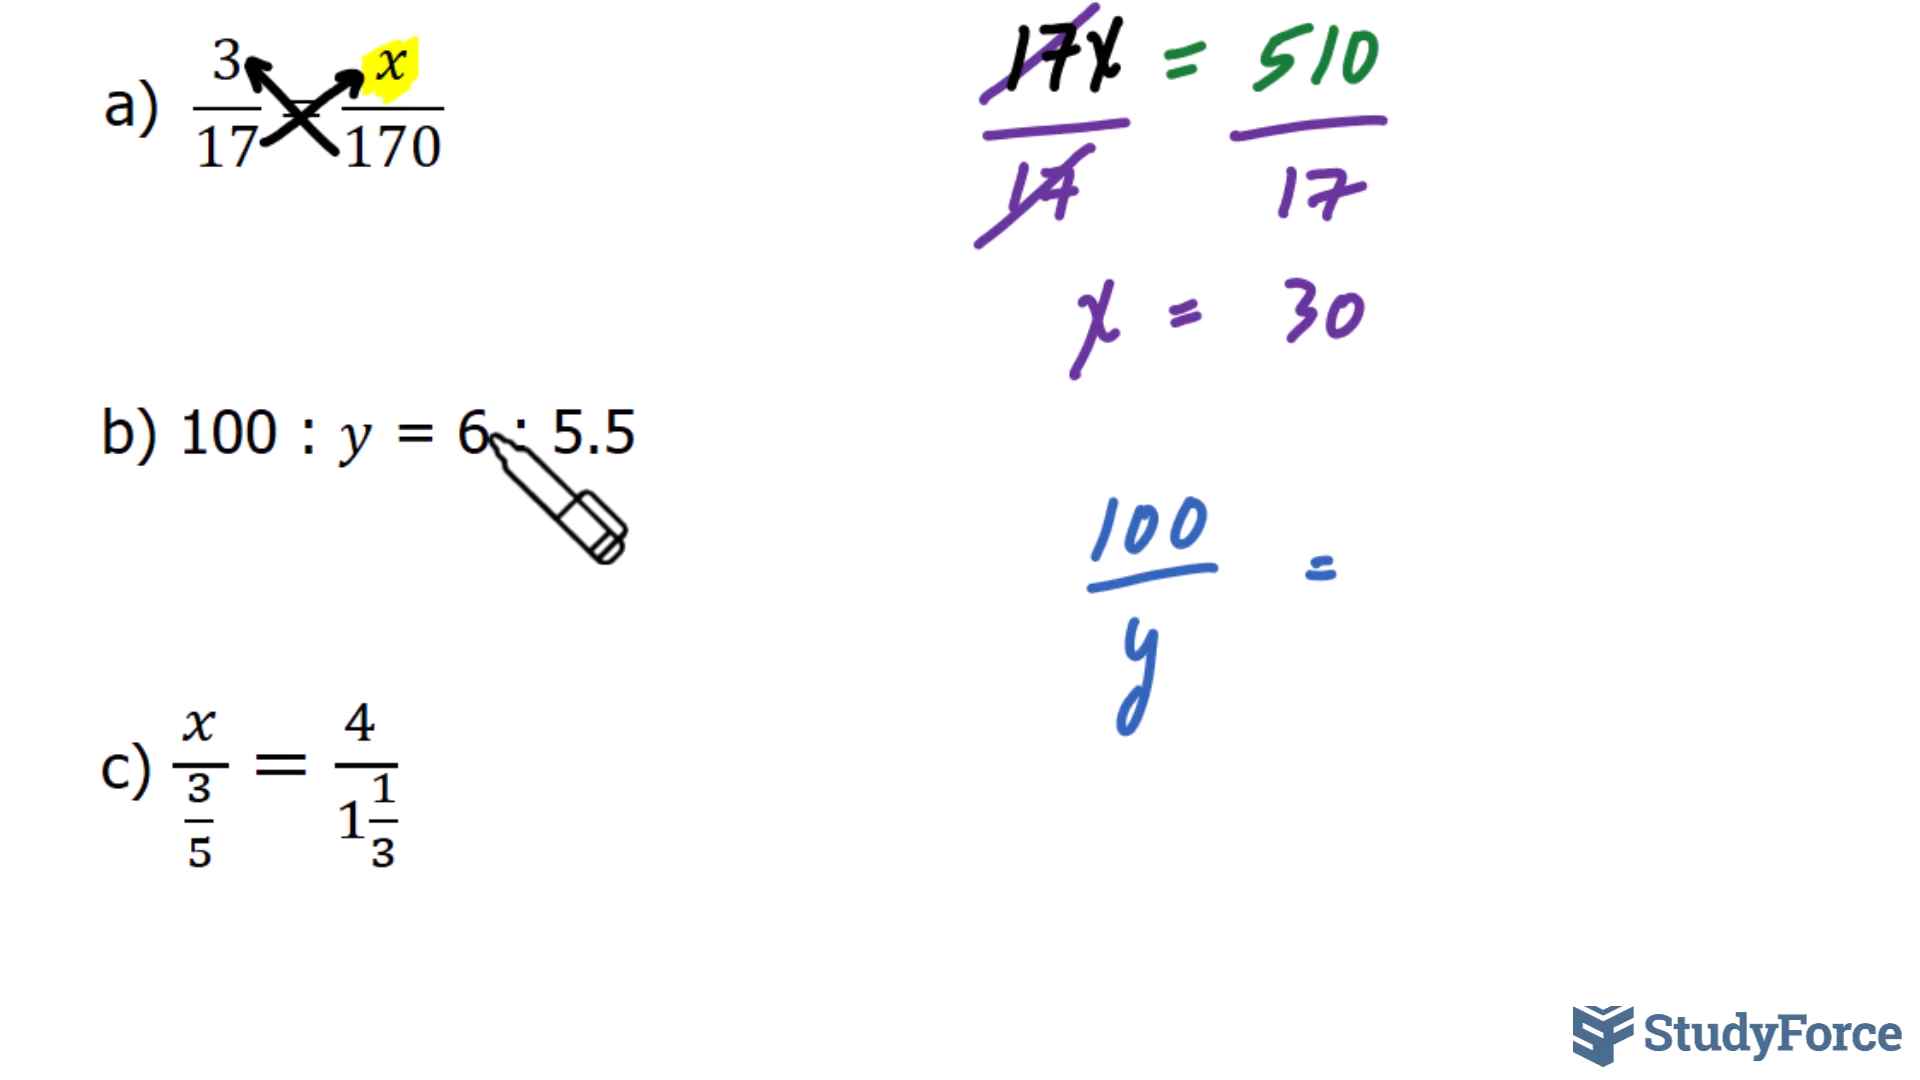 a) 3/17 = x/170
17x = 510
17 17
x = 30
b) 100 : y = 6 : 5.5
100/y =
c) x/(3/5) = 4/(1 1/3)
StudyForce